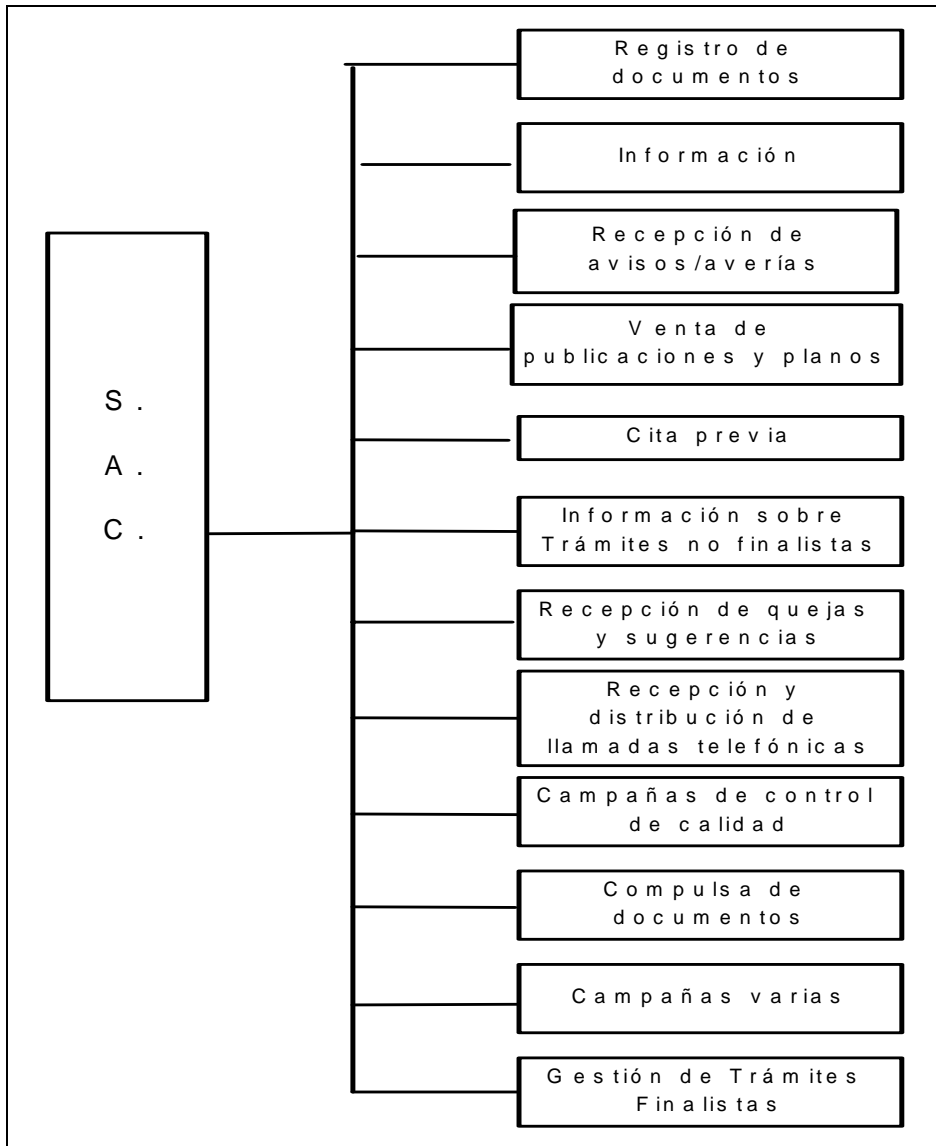 S.
A.
C.
Registro de
documentos
Información
Recepción de
avisos/averías
Venta de
publicaciones y planos
Cita previa
Información sobre
Trámites no finalistas
Recepción de quejas
y sugerencias
Recepción y
distribución de
llamadas telefónicas
Campañas de control
de calidad
Compulsa de
documentos
Campañas varias
Gestión de Trámites
Finalistas